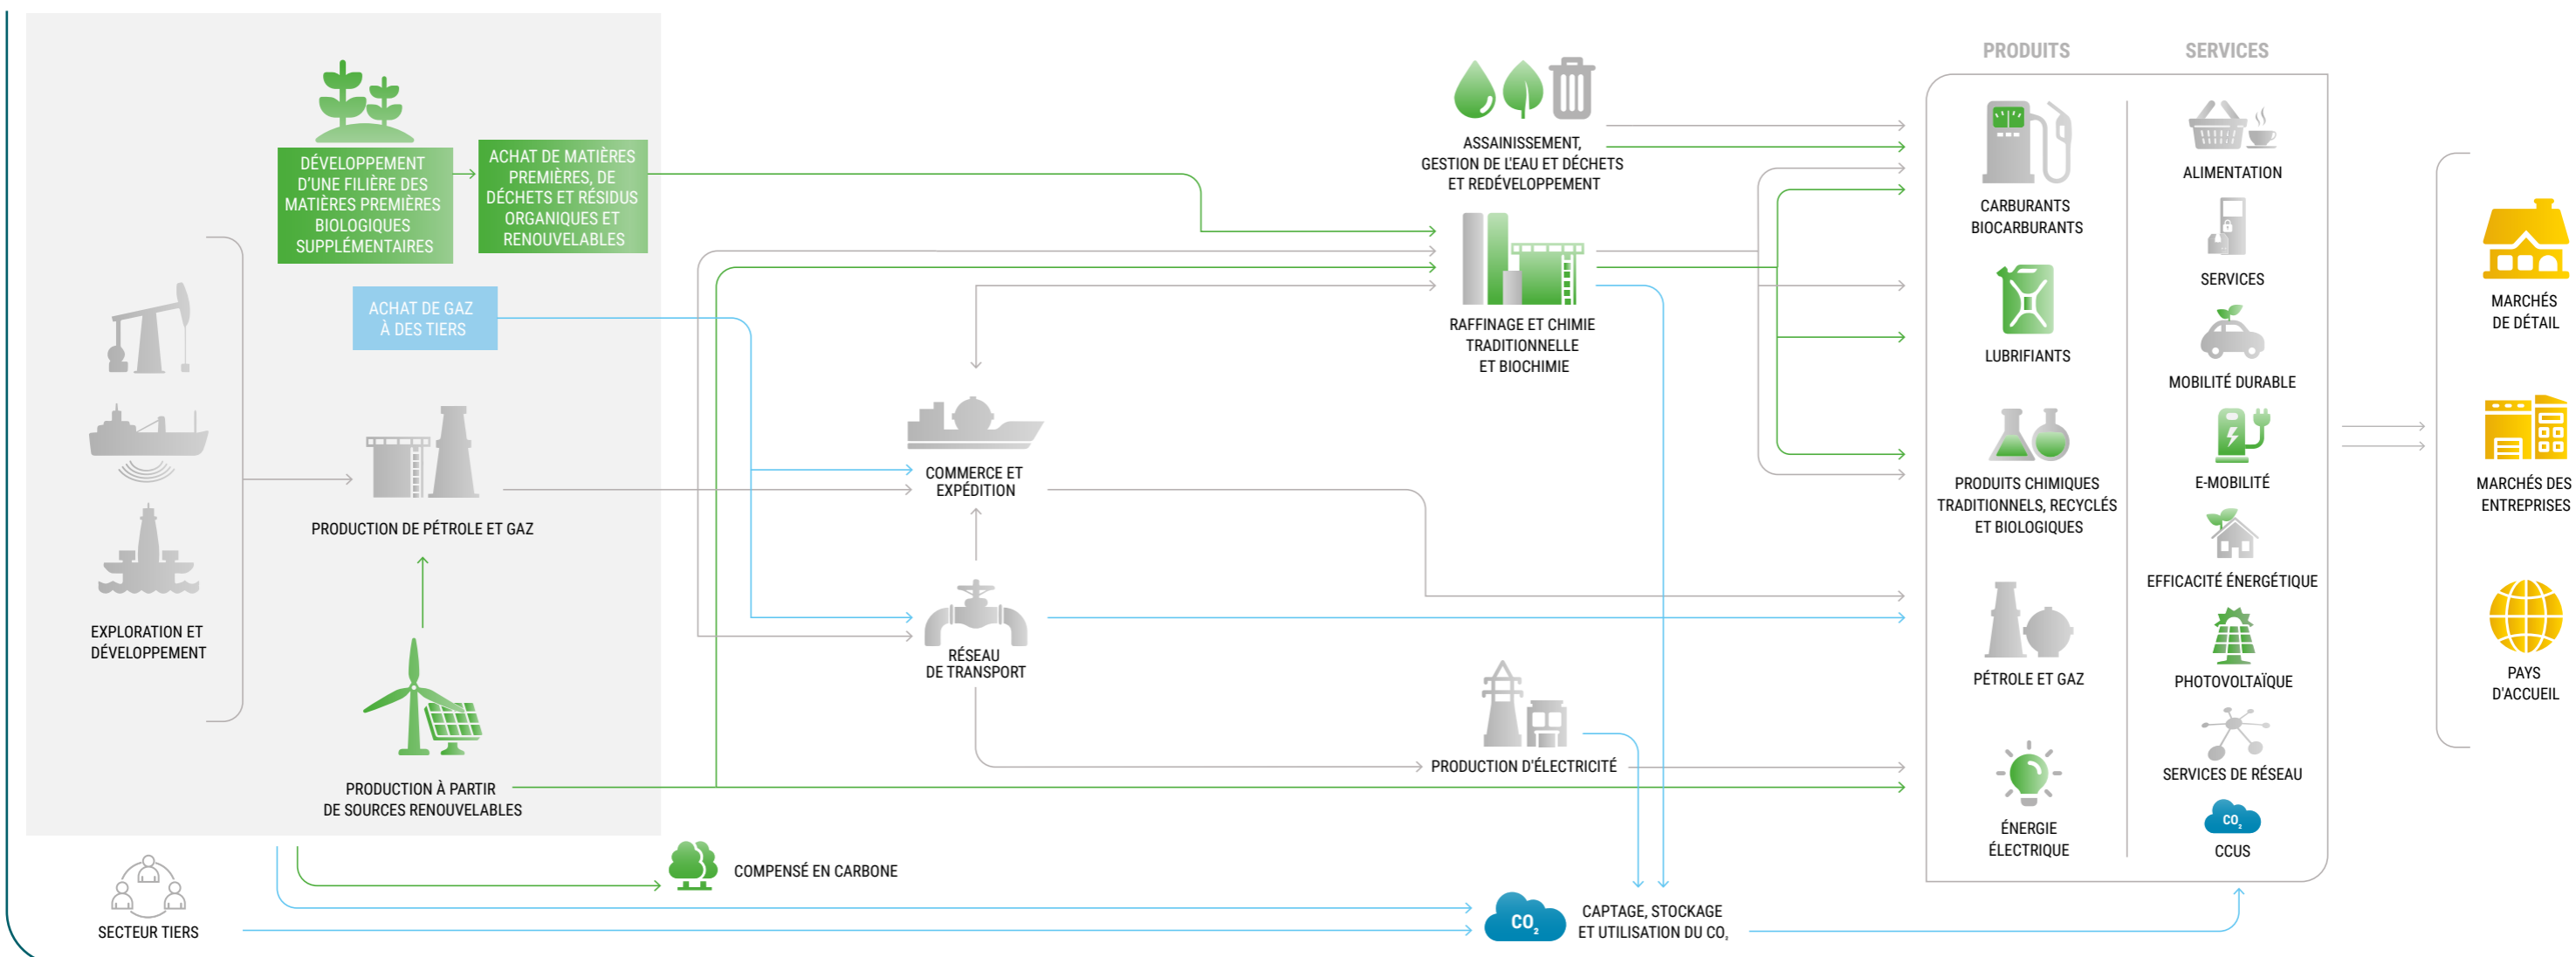 DÉVELOPPEMENT
D'UNE FILIÈRE DES
MATIÈRES PREMIÈRES
BIOLOGIQUES
SUPPLÉMENTAIRES
ACHAT DE MATIÈRES
PREMIÈRES, DE
DÉCHETS ET RÉSIDUS
ORGANIQUES ET
RENOUVELABLES
ACHAT DE GAZ
À DES TIERS
EXPLORATION ET
DÉVELOPPEMENT
PRODUCTION DE PÉTROLE ET GAZ
PRODUCTION À PARTIR
DE SOURCES RENOUVELABLES
SECTEUR TIERS
COMPENSÉ EN CARBONE
COMMERCE ET
EXPÉDITION
RÉSEAU
DE TRANSPORT
ASSAINISSEMENT,
GESTION DE L'EAU ET DÉCHETS
ET REDÉVELOPPEMENT
RAFFINAGE ET CHIMIE
TRADITIONNELLE
ET BIOCHIMIE
PRODUCTION D'ÉLECTRICITÉ
CO₂
CAPTAGE, STOCKAGE
ET UTILISATION DU CO₂
PRODUITS
CARBURANTS
BIOCARBURANTS
LUBRIFIANTS
PRODUITS CHIMIQUES
TRADITIONNELS, RECYCLÉS
ET BIOLOGIQUES
PÉTROLE ET GAZ
ÉNERGIE
ÉLECTRIQUE
SERVICES
ALIMENTATION
SERVICES
MOBILITÉ DURABLE
E-MOBILITÉ
EFFICACITÉ ÉNERGÉTIQUE
PHOTOVOLTAÏQUE
SERVICES DE RÉSEAU
CO₂
CCUS
MARCHÉS
DE DÉTAIL
MARCHÉS DES
ENTREPRISES
PAYS
D'ACCUEIL